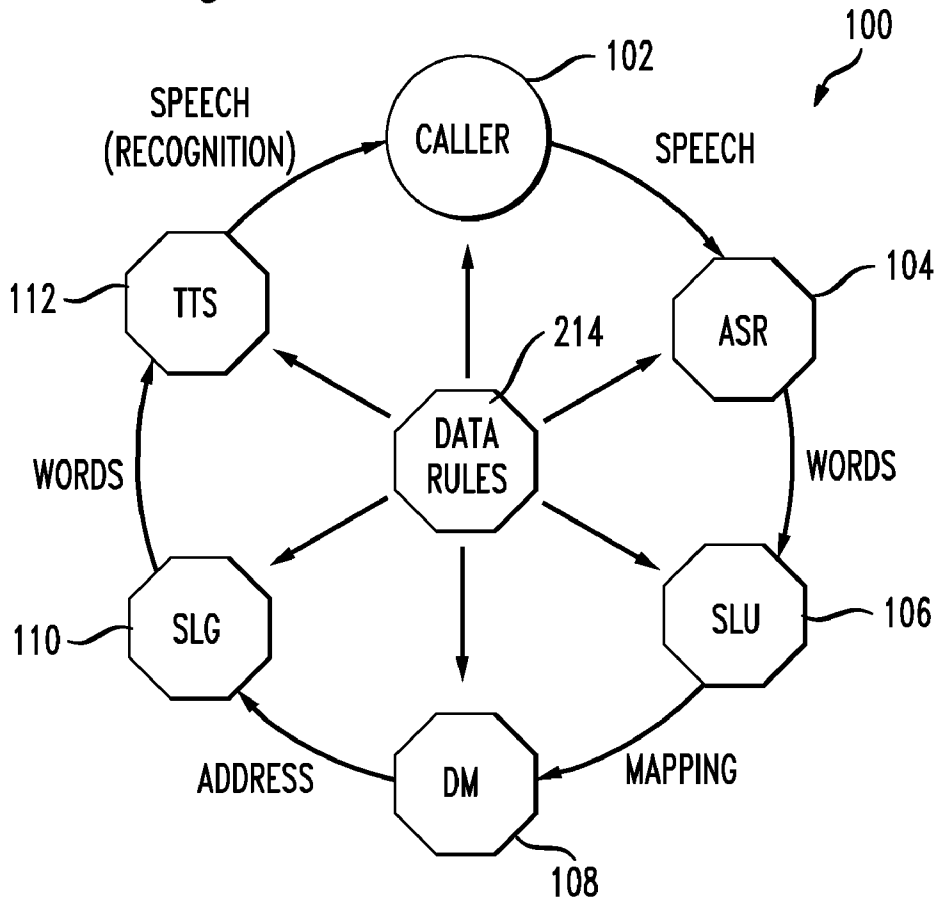 100
102
SPEECH
(RECOGNITION)
CALLER
SPEECH
104
112
TTS
ASR
214
DATA
RULES
WORDS
WORDS
110
SLG
SLU
106
ADDRESS
DM
MAPPING
108